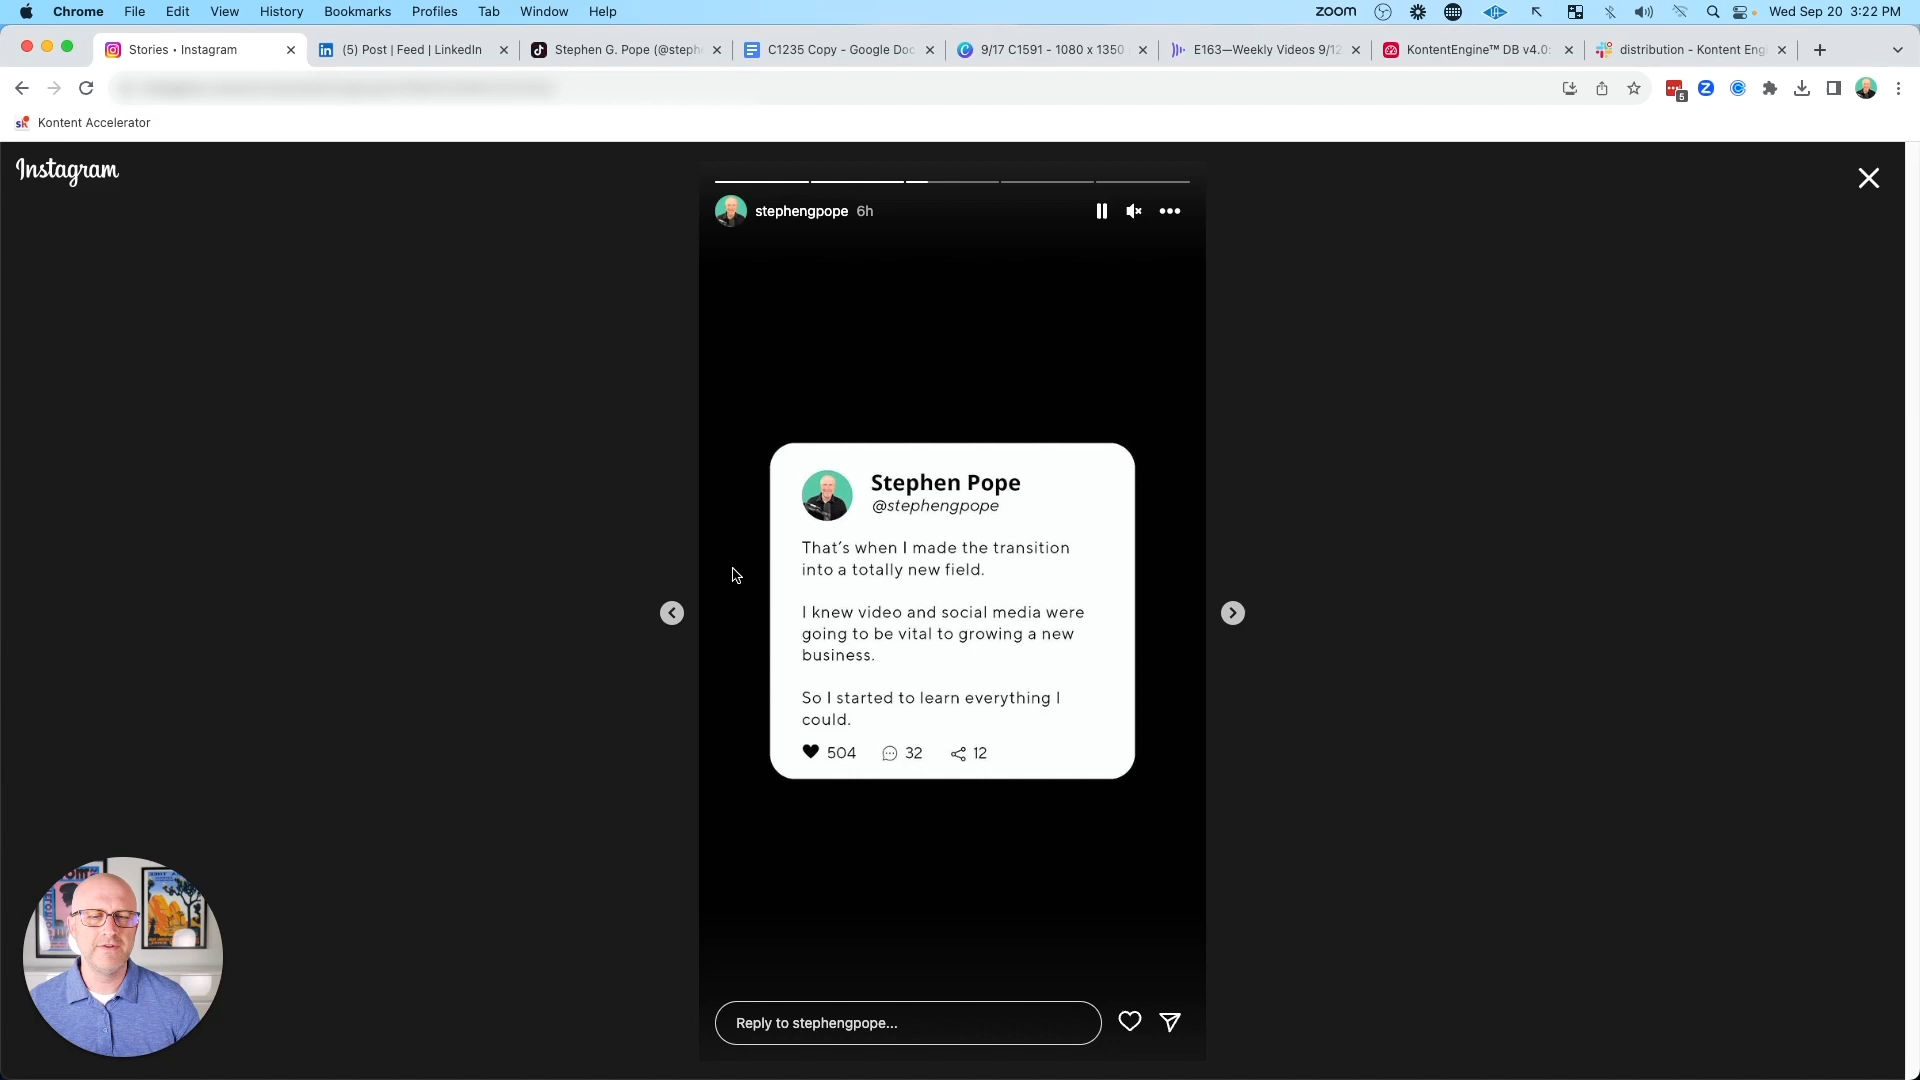 Chrome File Edit View History Bookmarks Profiles Tab Window Help zoom Wed Sep 20 3:22 PM
Stories • Instagram (5) Post | Feed | LinkedIn Stephen G. Pope (@steph C1235 Copy - Google Doc 9/17 C1591 - 1080 x 1350 E163—Weekly Videos 9/12 KontentEngine™ DB v4.0: distribution - Kontent Eng
5
Kontent Accelerator
Instagram
stephengpope 6h
Stephen Pope
@stephengpope
That's when I made the transition
into a totally new field.
I knew video and social media were
going to be vital to growing a new
business.
So I started to learn everything I
could.
504 32 12
Reply to stephengpope...